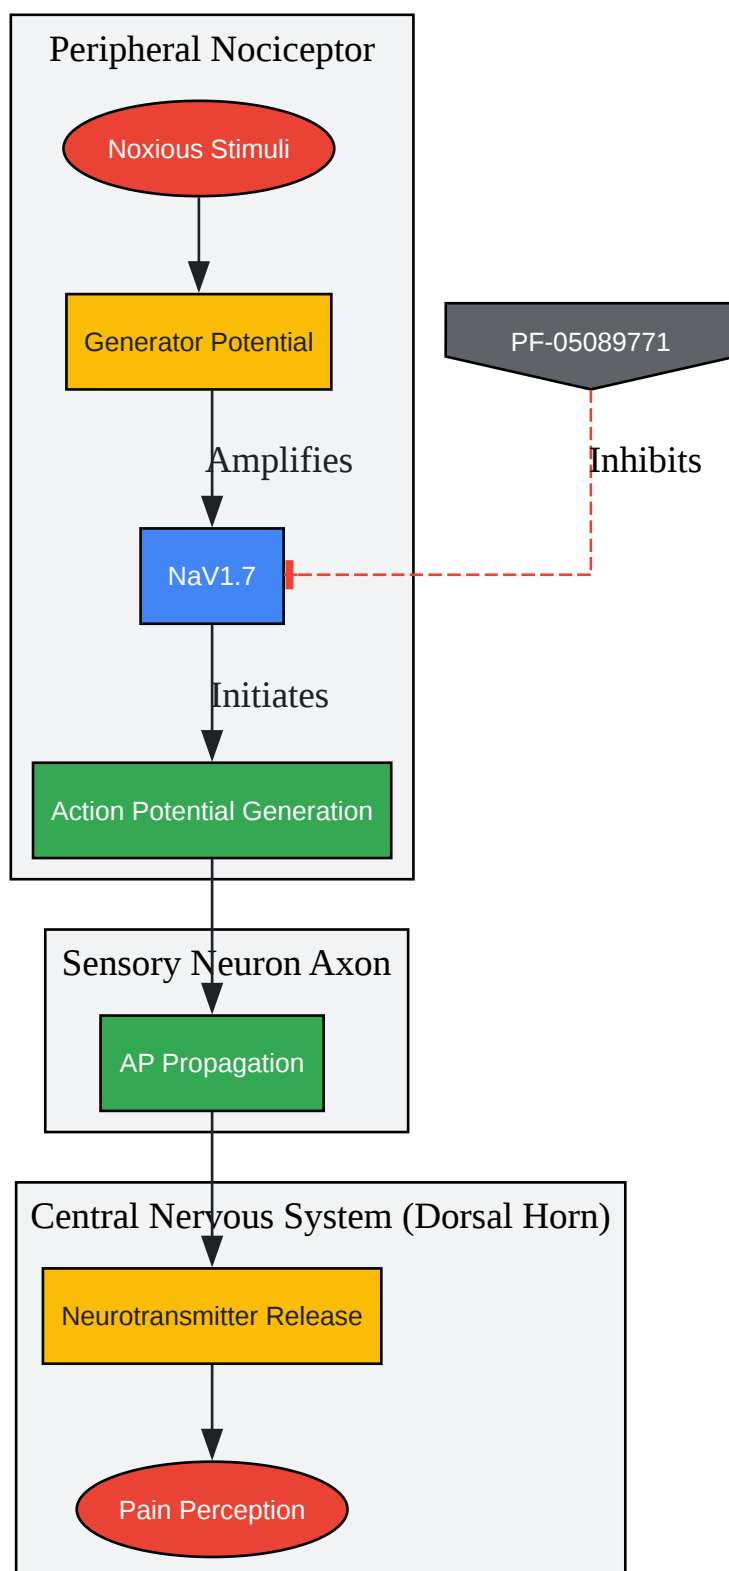 Peripheral Nociceptor
Noxious Stimuli
Generator Potential
PF-05089771
Amplifies
Inhibits
NaV1.7
Initiates
Action Potential Generation
Sensory Neuron Axon
AP Propagation
Central Nervous System (Dorsal Horn)
Neurotransmitter Release
Pain Perception